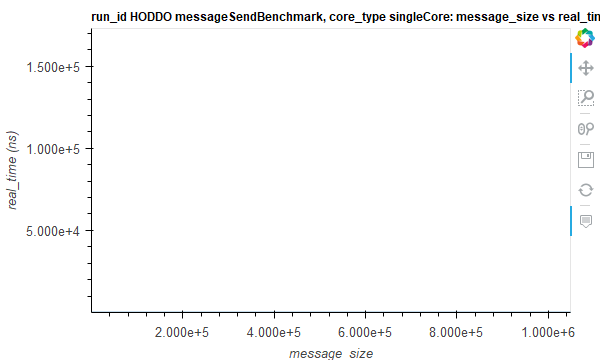 run_id HODDO messageSendBenchmark, core_type singleCore: message_size vs real_tin
1.500e+5
1.000e+5
5.000e+4
real_time (ns)
2.000e+5 4.000e+5 6.000e+5 8.000e+5 1.000e+6
message_size